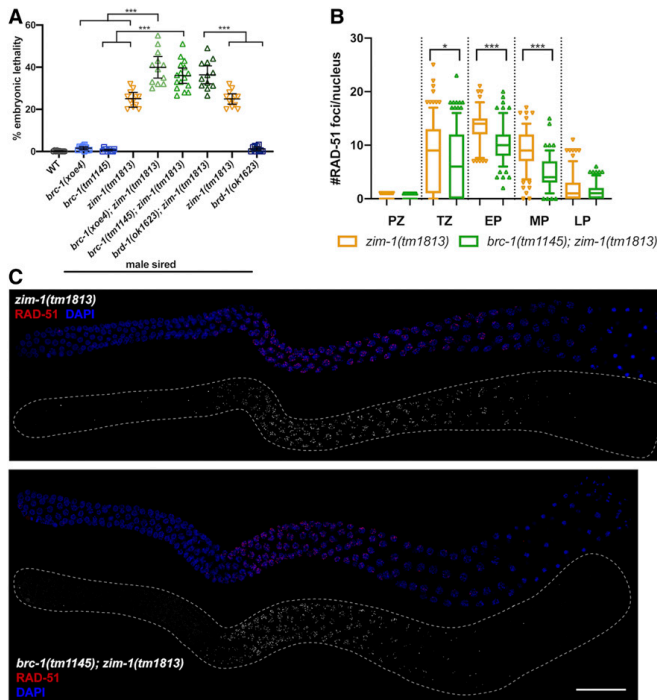 A
% embryonic lethality
60
40
20
0
***
***
***
WT
brc-1(xoe4)
brc-1(tm1145)
zim-1(tm1813)
brc-1(xoe4); zim-1(tm1813)
brc-1(tm1145); zim-1(tm1813)
brd-1(ok1623); zim-1(tm1813)
zim-1(tm1813)
brd-1(ok1623)
male sired
B
#RAD-51 foci/nucleus
30
20
10
0
*
***
***
PZ TZ EP MP LP
zim-1(tm1813) brc-1(tm1145); zim-1(tm1813)
C
zim-1(tm1813)
RAD-51 DAPI
brc-1(tm1145); zim-1(tm1813)
RAD-51
DAPI